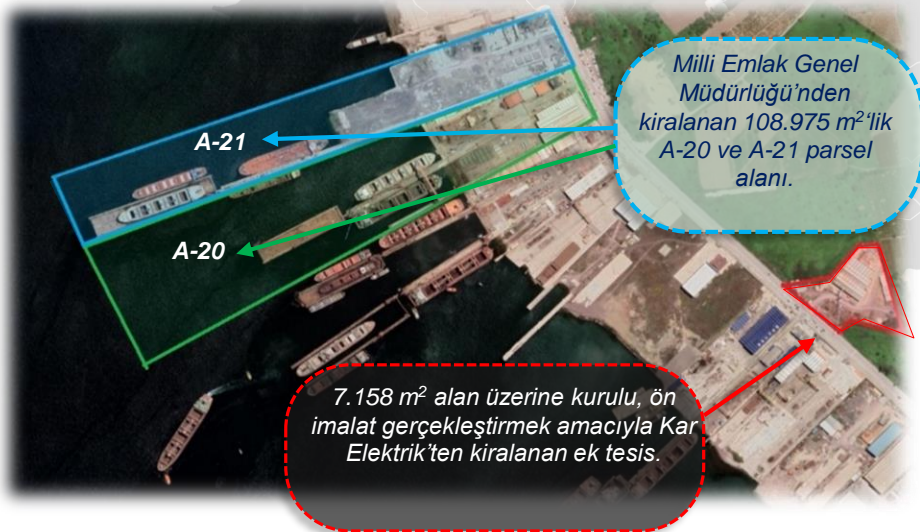 Milli Emlak Genel
Müdürlüğü’nden
kiralanan 108.975 m²‘lik
A-20 ve A-21 parsel
alanı.
A-21
A-20
7.158 m² alan üzerine kurulu, ön
imalat gerçekleştirmek amacıyla Kar
Elektrik’ten kiralanan ek tesis.